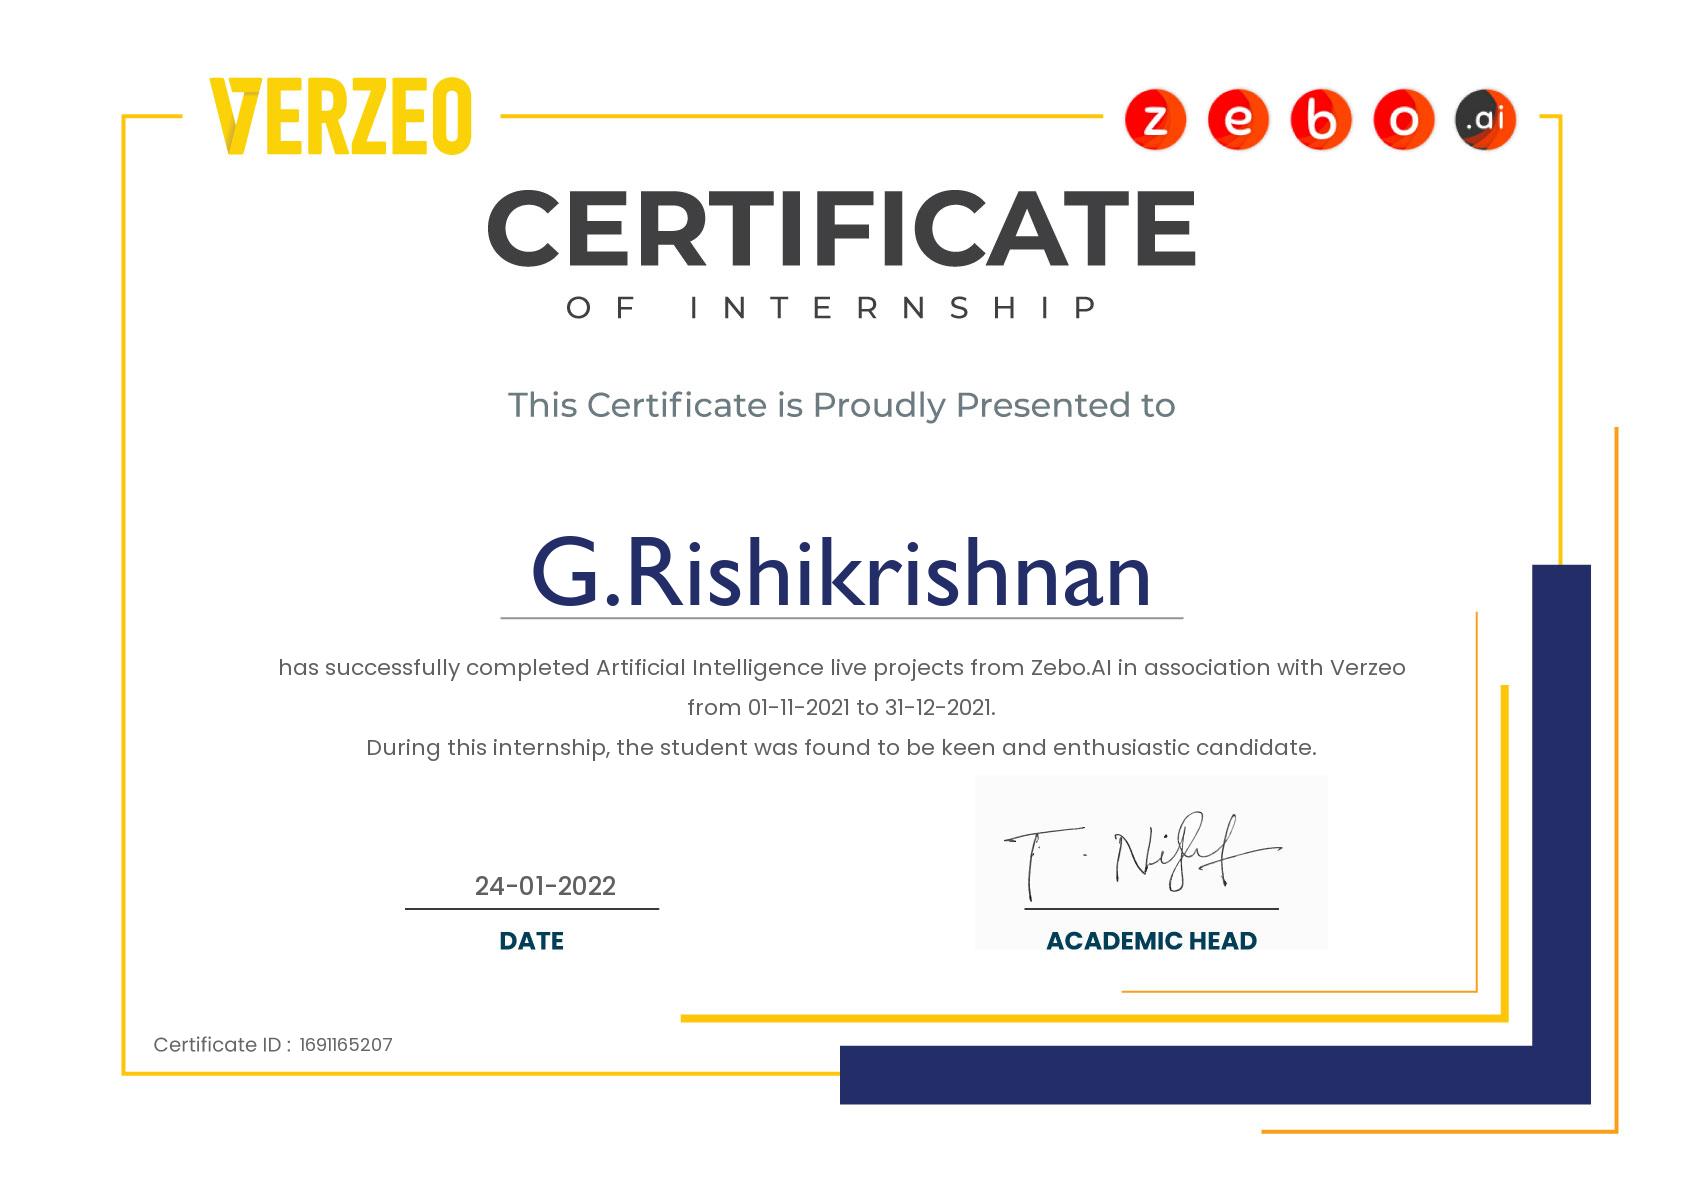 VERZEO
zebo.ai
CERTIFICATE
OF INTERNSHIP
This Certificate is Proudly Presented to
G.Rishikrishnan
has successfully completed Artificial Intelligence live projects from Zebo.AI in association with Verzeo
from 01-11-2021 to 31-12-2021.
During this internship, the student was found to be keen and enthusiastic candidate.
24-01-2022
DATE
ACADEMIC HEAD
Certificate ID : 1691165207